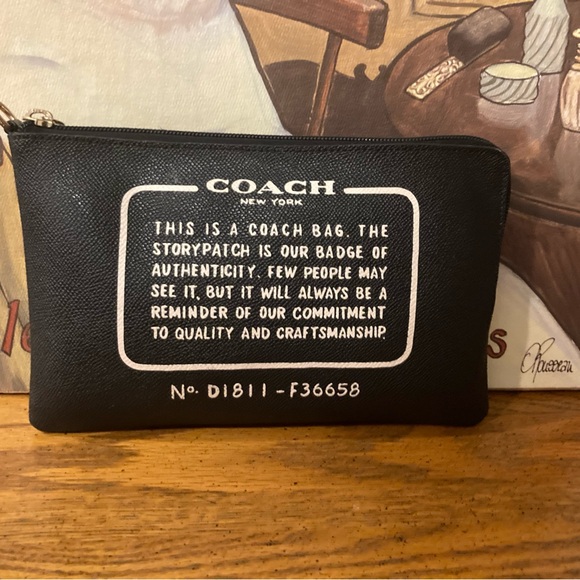 COACH
NEW YORK
THIS IS A COACH BAG. THE
STORYPATCH IS OUR BADGE OF
AUTHENTICITY. FEW PEOPLE MAY
SEE IT, BUT IT WILL ALWAYS BE A
REMINDER OF OUR COMMITMENT
TO QUALITY AND CRAFTSMANSHIP.
No. D1811-F36658